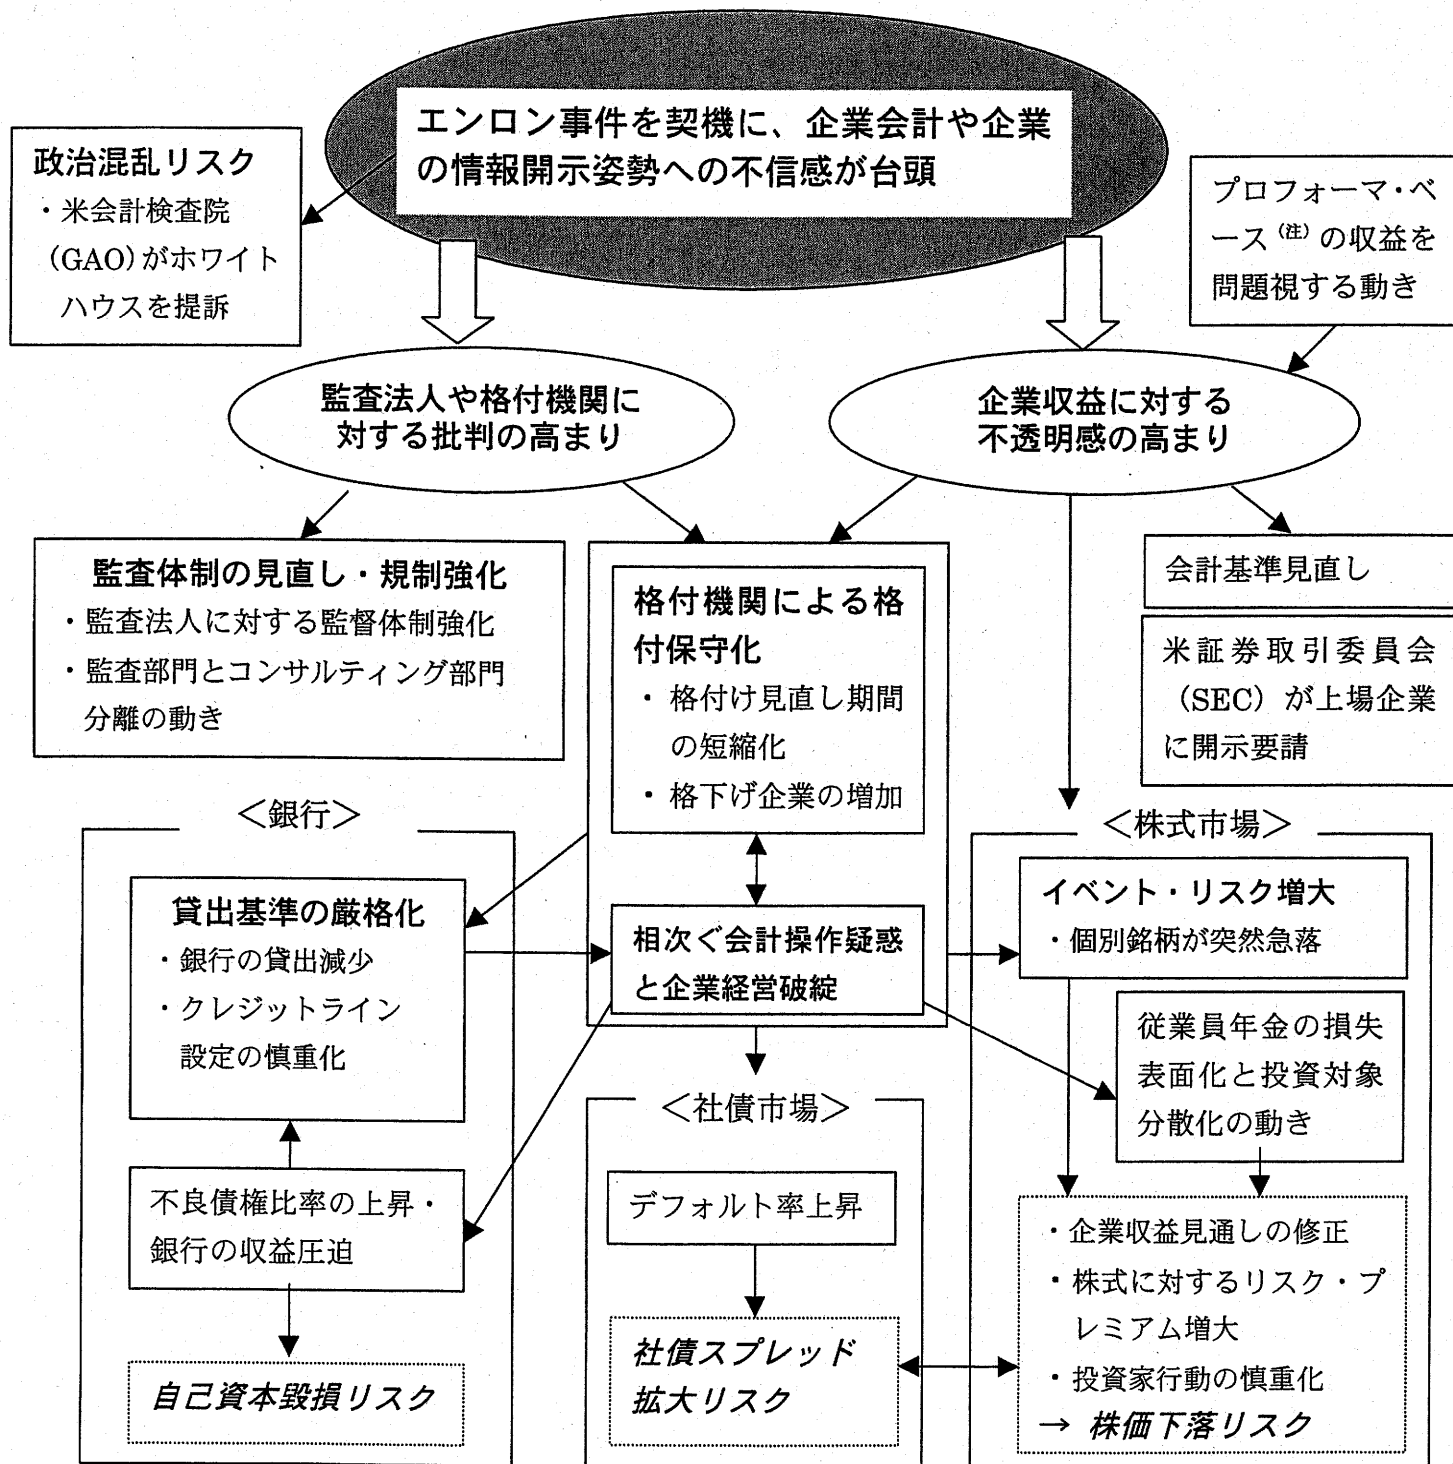 エンロン事件を契機に、企業会計や企業
の情報開示姿勢への不信感が台頭
政治混乱リスク
・米会計検査院
(GAO)がホワイト
ハウスを提訴
プロフォーマ・ベ
ース(注)の収益を
問題視する動き
監査法人や格付機関に
対する批判の高まり
企業収益に対する
不透明感の高まり
監査体制の見直し・規制強化
・監査法人に対する監督体制強化
・監査部門とコンサルティング部門
分離の動き
格付機関による格
付保守化
・格付け見直し期間
の短縮化
・格下げ企業の増加
会計基準見直し
米証券取引委員会
(SEC)が上場企業
に開示要請
＜銀行＞
貸出基準の厳格化
・銀行の貸出減少
・クレジットライン
設定の慎重化
相次ぐ会計操作疑惑
と企業経営破綻
＜株式市場＞
イベント・リスク増大
・個別銘柄が突然急落
従業員年金の損失
表面化と投資対象
分散化の動き
不良債権比率の上昇・
銀行の収益圧迫
自己資本毀損リスク
＜社債市場＞
デフォルト率上昇
社債スプレッド
拡大リスク
・企業収益見通しの修正
・株式に対するリスク・プ
レミアム増大
・投資家行動の慎重化
→ 株価下落リスク